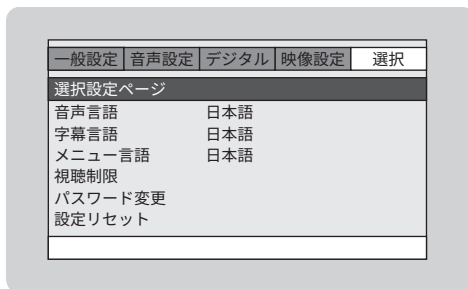 一般設定 音声設定 デジタル 映像設定 選択
選択設定ページ
音声言語 日本語
字幕言語 日本語
メニュー言語 日本語
視聴制限
パスワード変更
設定リセット